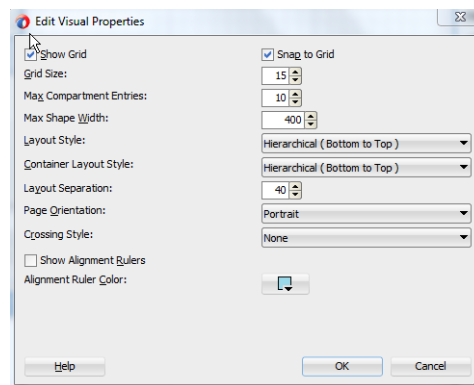 Edit Visual Properties
Show Grid Snap to Grid
Grid Size: 15
Max Compartment Entries: 10
Max Shape Width: 400
Layout Style: Hierarchical ( Bottom to Top )
Container Layout Style: Hierarchical ( Bottom to Top )
Layout Separation: 40
Page Orientation: Portrait
Crossing Style: None
Show Alignment Rulers
Alignment Ruler Color:
Help OK Cancel